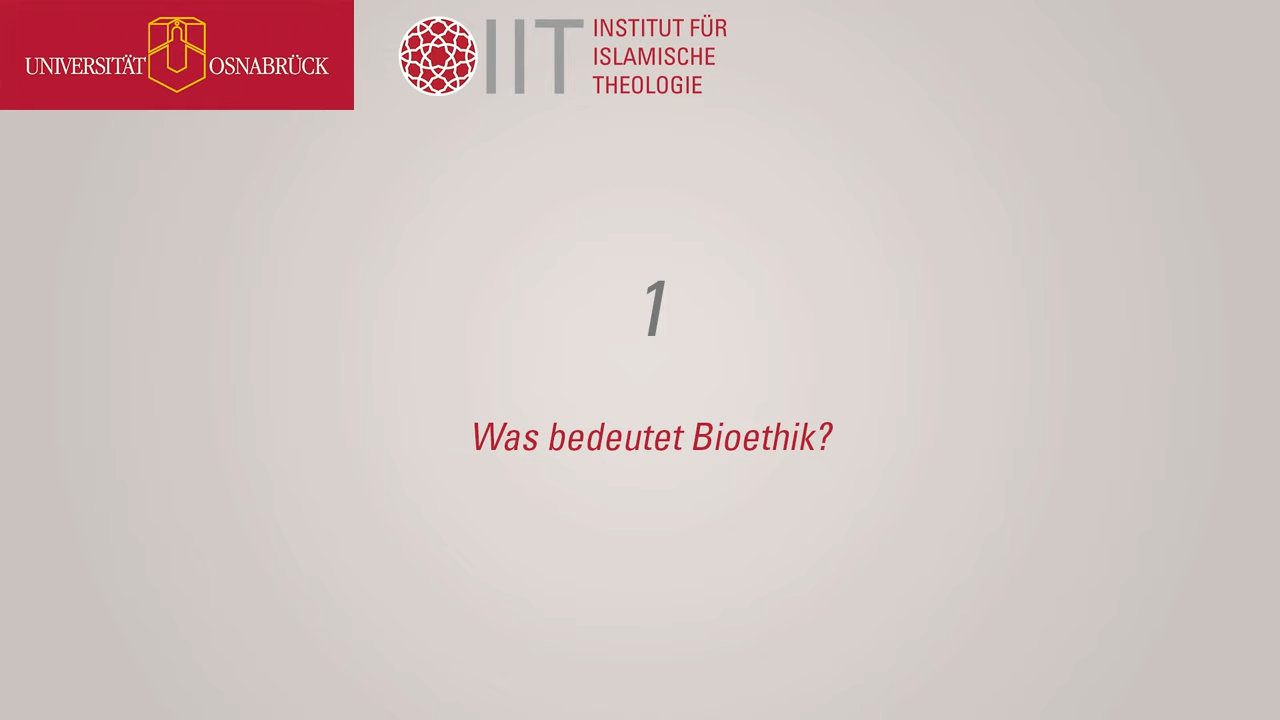 UNIVERSITÄT OSNABRÜCK
IIT
INSTITUT FÜR
ISLAMISCHE
THEOLOGIE
1
Was bedeutet Bioethik?